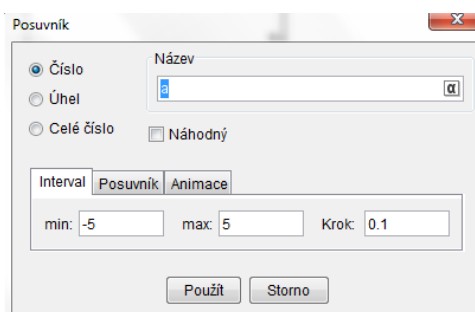 Posuvník
Číslo
Úhel
Celé číslo
Název
a
α
Náhodný
Interval Posuvník Animace
min: -5 max: 5 Krok: 0.1
Použít Storno